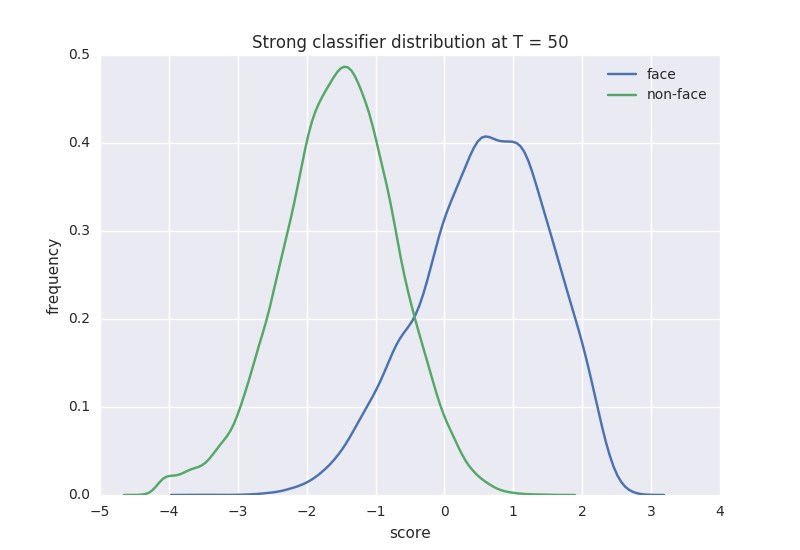 Strong classifier distribution at T = 50
0.5
0.4
0.3
0.2
0.1
0.0
frequency
face
non-face
−5 −4 −3 −2 −1 0 1 2 3 4
score